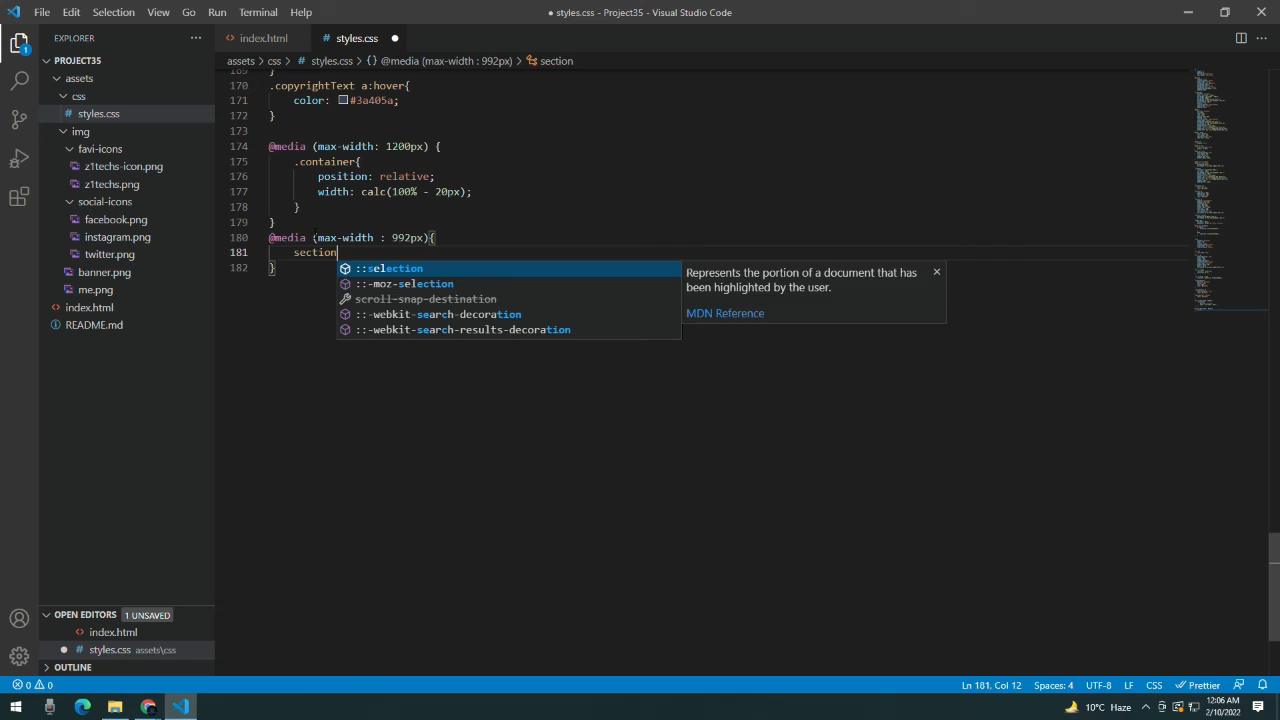 File Edit Selection View Go Run Terminal Help
● styles.css - Project35 - Visual Studio Code
EXPLORER
index.html
styles.css
PROJECT35
assets > css > styles.css > @media (max-width : 992px) > section
assets
css
styles.css
img
favi-icons
z1techs-icon.png
z1techs.png
social-icons
facebook.png
instagram.png
twitter.png
banner.png
me.png
index.html
README.md
170 .copyrightText a:hover{
171 color: #3a405a;
172 }
173
174 @media (max-width: 1200px) {
175 .container{
176 position: relative;
177 width: calc(100% - 20px);
178 }
179 }
180 @media (max-width : 992px){
181 section
182 }
::selection
::-moz-selection
scroll-snap-destination
::-webkit-search-decoration
::-webkit-search-results-decoration
Represents the portion of a document that has
been highlighted by the user.
MDN Reference
OPEN EDITORS 1 UNSAVED
index.html
styles.css assets\css
OUTLINE
0 0
Ln 181, Col 12 Spaces: 4 UTF-8 LF CSS Prettier
10°C Haze
12:06 AM
2/10/2022